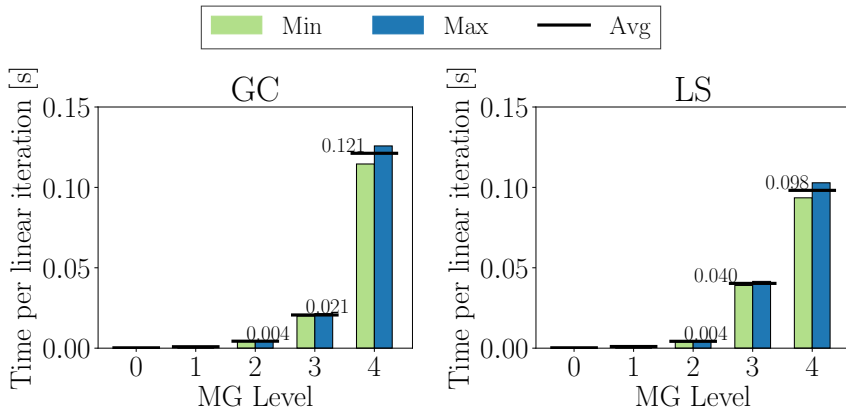 Min Max Avg
GC
Time per linear iteration [s]
0.15
0.10
0.05
0.00
0.121
0.021
0.004
0 1 2 3 4
MG Level
LS
Time per linear iteration [s]
0.15
0.10
0.05
0.00
0.098
0.040
0.004
0 1 2 3 4
MG Level